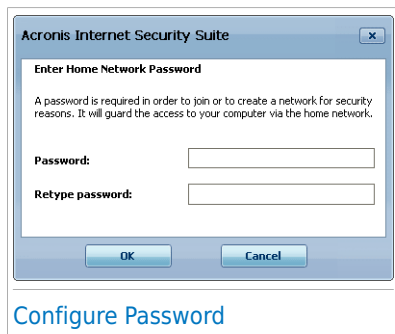 Acronis Internet Security Suite
Enter Home Network Password
A password is required in order to join or to create a network for security
reasons. It will guard the access to your computer via the home network.
Password:
Retype password:
OK Cancel
Configure Password